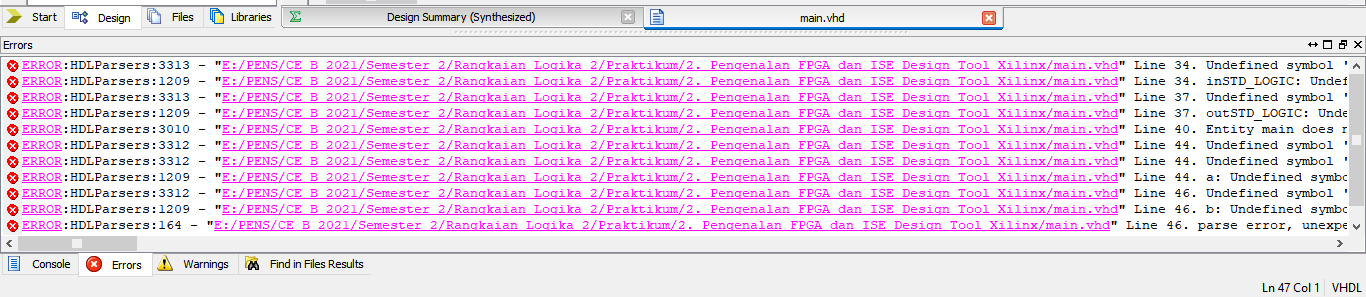 Start Design Files Libraries Design Summary (Synthesized) main.vhd
Errors
ERROR:HDLParsers:3313 - "E:/PENS/CE B 2021/Semester 2/Rangkaian Logika 2/Praktikum/2. Pengenalan FPGA dan ISE Design Tool Xilinx/main.vhd" Line 34. Undefined symbol '
ERROR:HDLParsers:1209 - "E:/PENS/CE B 2021/Semester 2/Rangkaian Logika 2/Praktikum/2. Pengenalan FPGA dan ISE Design Tool Xilinx/main.vhd" Line 34. inSTD_LOGIC: Undef
ERROR:HDLParsers:3313 - "E:/PENS/CE B 2021/Semester 2/Rangkaian Logika 2/Praktikum/2. Pengenalan FPGA dan ISE Design Tool Xilinx/main.vhd" Line 37. Undefined symbol '
ERROR:HDLParsers:1209 - "E:/PENS/CE B 2021/Semester 2/Rangkaian Logika 2/Praktikum/2. Pengenalan FPGA dan ISE Design Tool Xilinx/main.vhd" Line 37. outSTD_LOGIC: Unde
ERROR:HDLParsers:3010 - "E:/PENS/CE B 2021/Semester 2/Rangkaian Logika 2/Praktikum/2. Pengenalan FPGA dan ISE Design Tool Xilinx/main.vhd" Line 40. Entity main does n
ERROR:HDLParsers:3312 - "E:/PENS/CE B 2021/Semester 2/Rangkaian Logika 2/Praktikum/2. Pengenalan FPGA dan ISE Design Tool Xilinx/main.vhd" Line 44. Undefined symbol '
ERROR:HDLParsers:3312 - "E:/PENS/CE B 2021/Semester 2/Rangkaian Logika 2/Praktikum/2. Pengenalan FPGA dan ISE Design Tool Xilinx/main.vhd" Line 44. Undefined symbol '
ERROR:HDLParsers:1209 - "E:/PENS/CE B 2021/Semester 2/Rangkaian Logika 2/Praktikum/2. Pengenalan FPGA dan ISE Design Tool Xilinx/main.vhd" Line 44. a: Undefined symbo
ERROR:HDLParsers:3312 - "E:/PENS/CE B 2021/Semester 2/Rangkaian Logika 2/Praktikum/2. Pengenalan FPGA dan ISE Design Tool Xilinx/main.vhd" Line 46. Undefined symbol '
ERROR:HDLParsers:1209 - "E:/PENS/CE B 2021/Semester 2/Rangkaian Logika 2/Praktikum/2. Pengenalan FPGA dan ISE Design Tool Xilinx/main.vhd" Line 46. b: Undefined symbo
ERROR:HDLParsers:164 - "E:/PENS/CE B 2021/Semester 2/Rangkaian Logika 2/Praktikum/2. Pengenalan FPGA dan ISE Design Tool Xilinx/main.vhd" Line 46. parse error, unexpe
Console Errors Warnings Find in Files Results
Ln 47 Col 1 VHDL